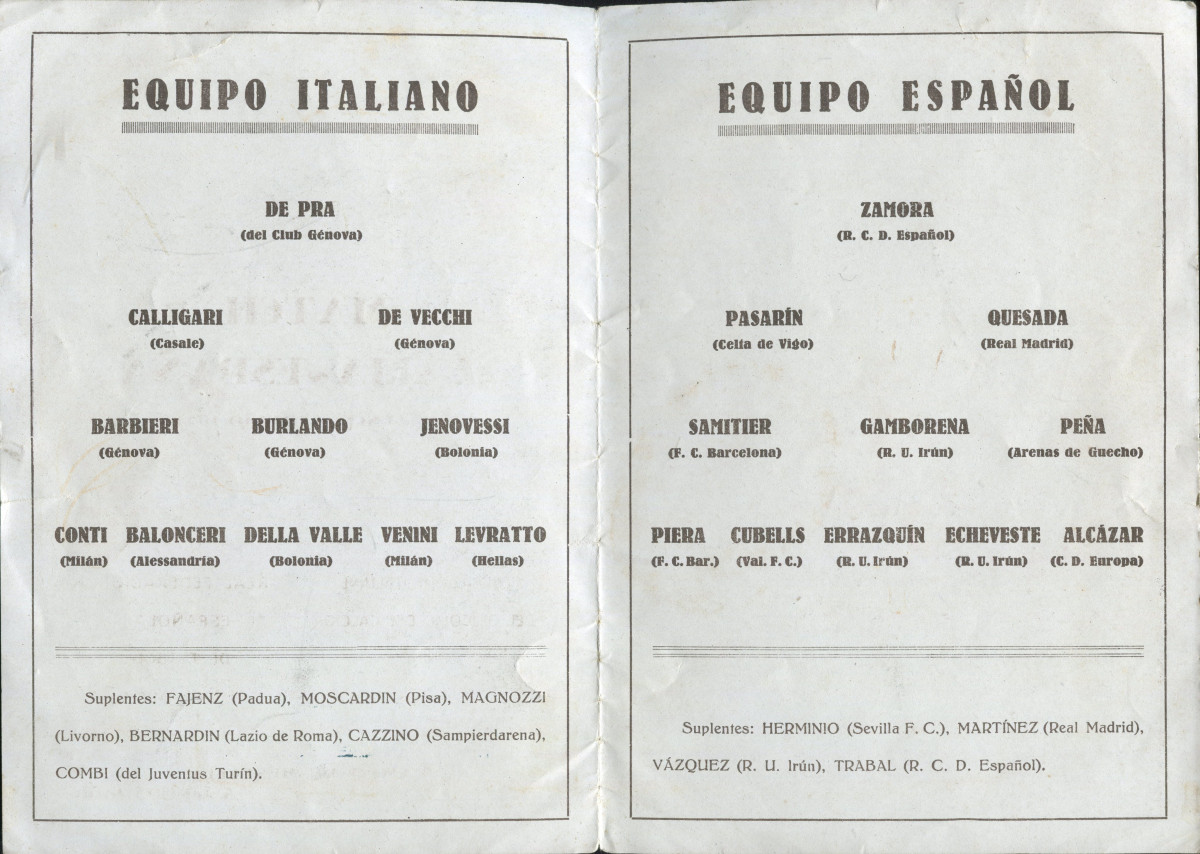 EQUIPO ITALIANO
DE PRA
(del Club Génova)
CALLIGARI DE VECCHI
(Casale) (Génova)
BARBIERI BURLANDO JENOVESSI
(Génova) (Génova) (Bolonia)
CONTI BALONCERI DELLA VALLE VENINI LEVRATTO
(Milán) (Alessandría) (Bolonia) (Milán) (Hellas)
Suplentes: FAJENZ (Padua), MOSCARDIN (Pisa), MAGNOZZI
(Livorno), BERNARDIN (Lazio de Roma), CAZZINO (Sampierdarena),
COMBI (del Juventus Turín).
EQUIPO ESPAÑOL
ZAMORA
(R. C. D. Español)
PASARÍN QUESADA
(Celta de Vigo) (Real Madrid)
SAMITIER GAMBORENA PEÑA
(F. C. Barcelona) (R. U. Irún) (Arenas de Guecho)
PIERA CUBELLS ERRAZQUÍN ECHEVESTE ALCÁZAR
(F. C. Bar.) (Val. F. C.) (R. U. Irún) (R. U. Irún) (C. D. Europa)
Suplentes: HERMINIO (Sevilla F. C.), MARTÍNEZ (Real Madrid),
VÁZQUEZ (R. U. Irún), TRABAL (R. C. D. Español).